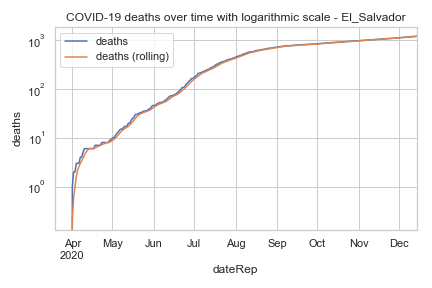 COVID-19 deaths over time with logarithmic scale - El_Salvador
deaths
deaths (rolling)
10³
10²
10¹
10⁰
deaths
Apr May Jun Jul Aug Sep Oct Nov Dec
2020
dateRep